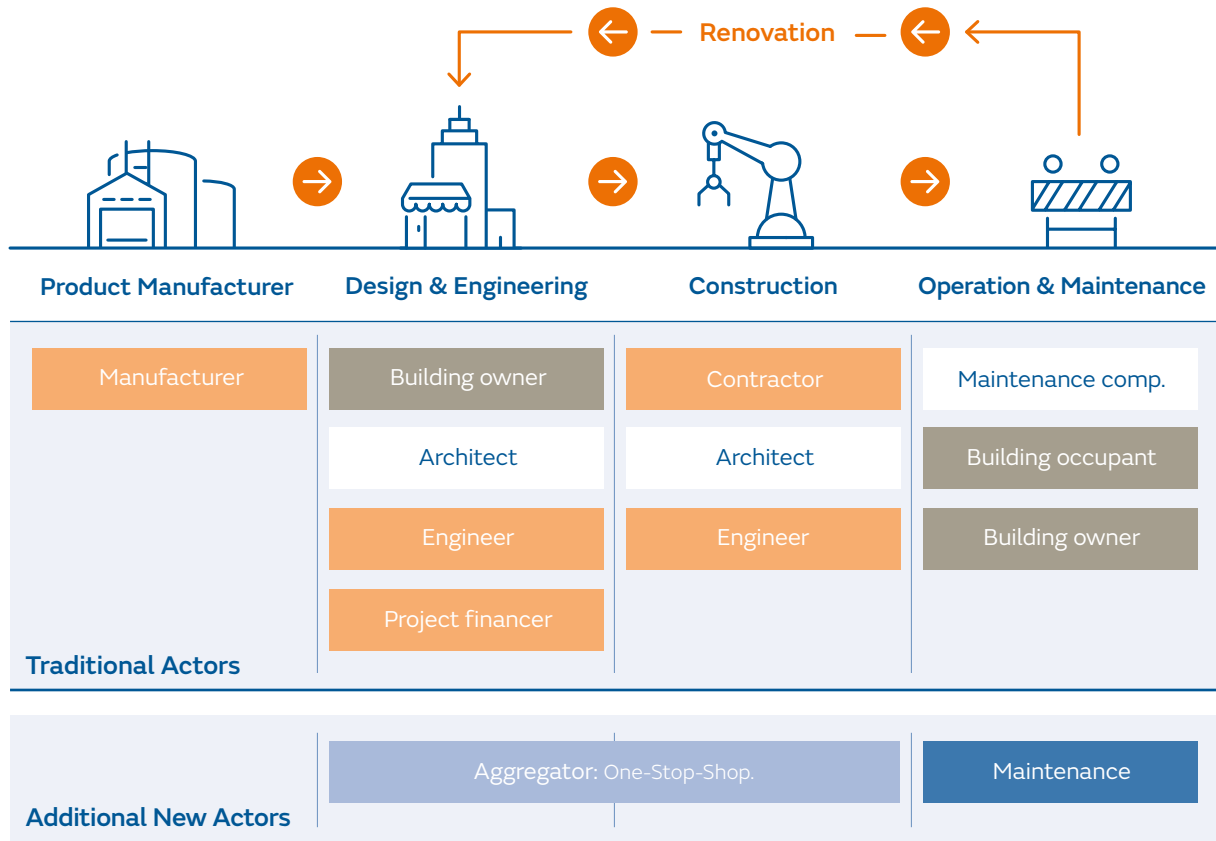 Renovation
Product Manufacturer
Design & Engineering
Construction
Operation & Maintenance
Manufacturer
Building owner
Contractor
Maintenance comp.
Architect
Architect
Building occupant
Engineer
Engineer
Building owner
Project financer
Traditional Actors
Aggregator: One-Stop-Shop.
Maintenance
Additional New Actors